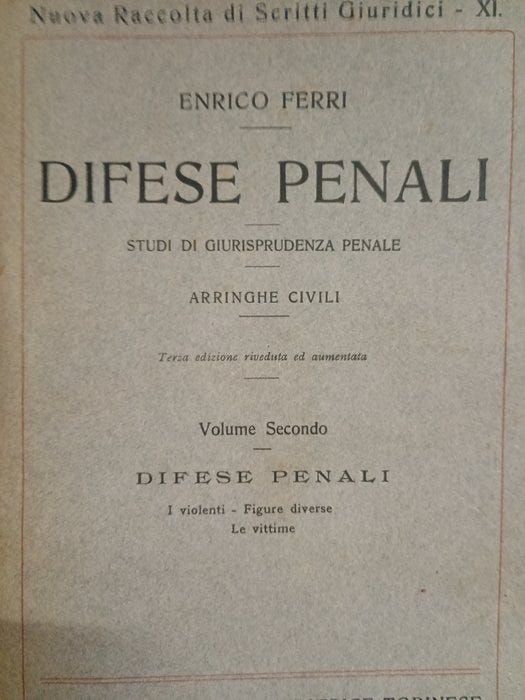 Nuova Raccolta di Scritti Giuridici - XI.
ENRICO FERRI
DIFESE PENALI
STUDI DI GIURISPRUDENZA PENALE
ARRINGHE CIVILI
Terza edizione riveduta ed aumentata
Volume Secondo
DIFESE PENALI
I violenti - Figure diverse
Le vittime
TORINESE